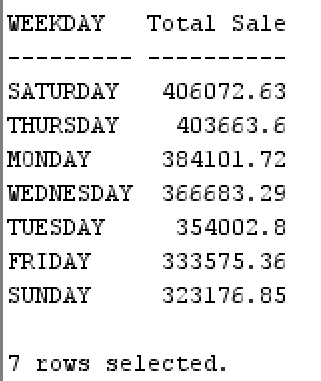 WEEKDAY   Total Sale
--------- ----------
SATURDAY   406072.63
THURSDAY    403663.6
MONDAY     384101.72
WEDNESDAY  366683.29
TUESDAY     354002.8
FRIDAY     333575.36
SUNDAY     323176.85
7 rows selected.